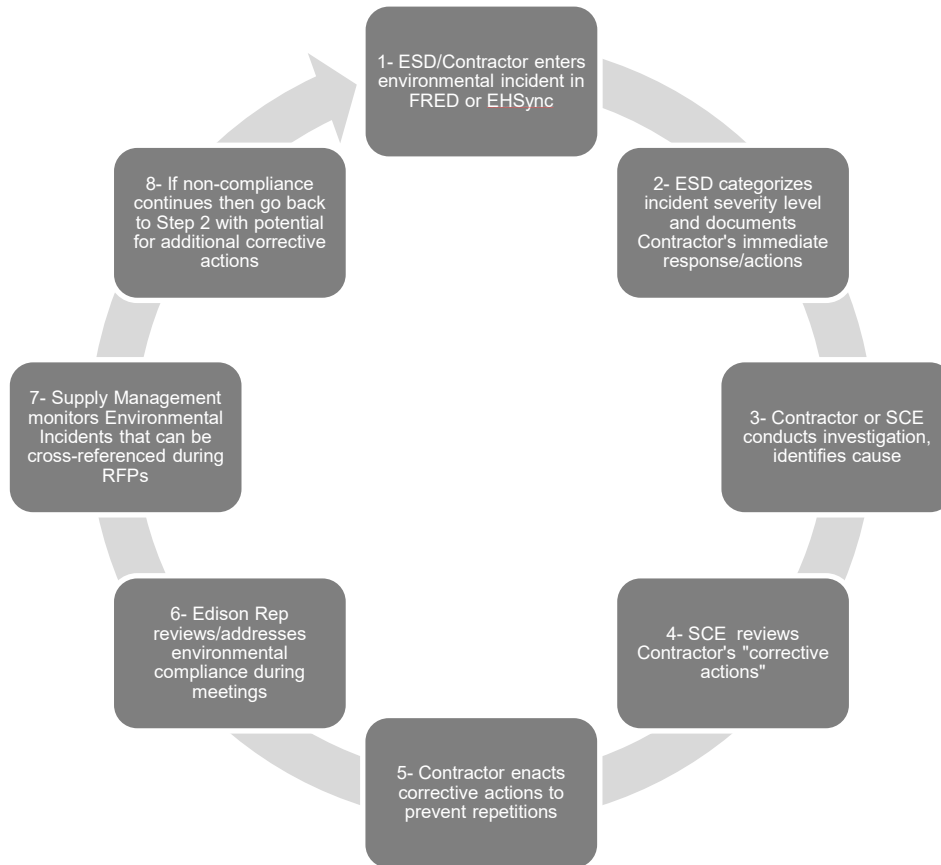 1- ESD/Contractor enters
environmental incident in
FRED or EHSync
2- ESD categorizes
incident severity level
and documents
Contractor's immediate
response/actions
3- Contractor or SCE
conducts investigation,
identifies cause
4- SCE reviews
Contractor's "corrective
actions"
5- Contractor enacts
corrective actions to
prevent repetitions
6- Edison Rep
reviews/addresses
environmental
compliance during
meetings
7- Supply Management
monitors Environmental
Incidents that can be
cross-referenced during
RFPs
8- If non-compliance
continues then go back
to Step 2 with potential
for additional corrective
actions